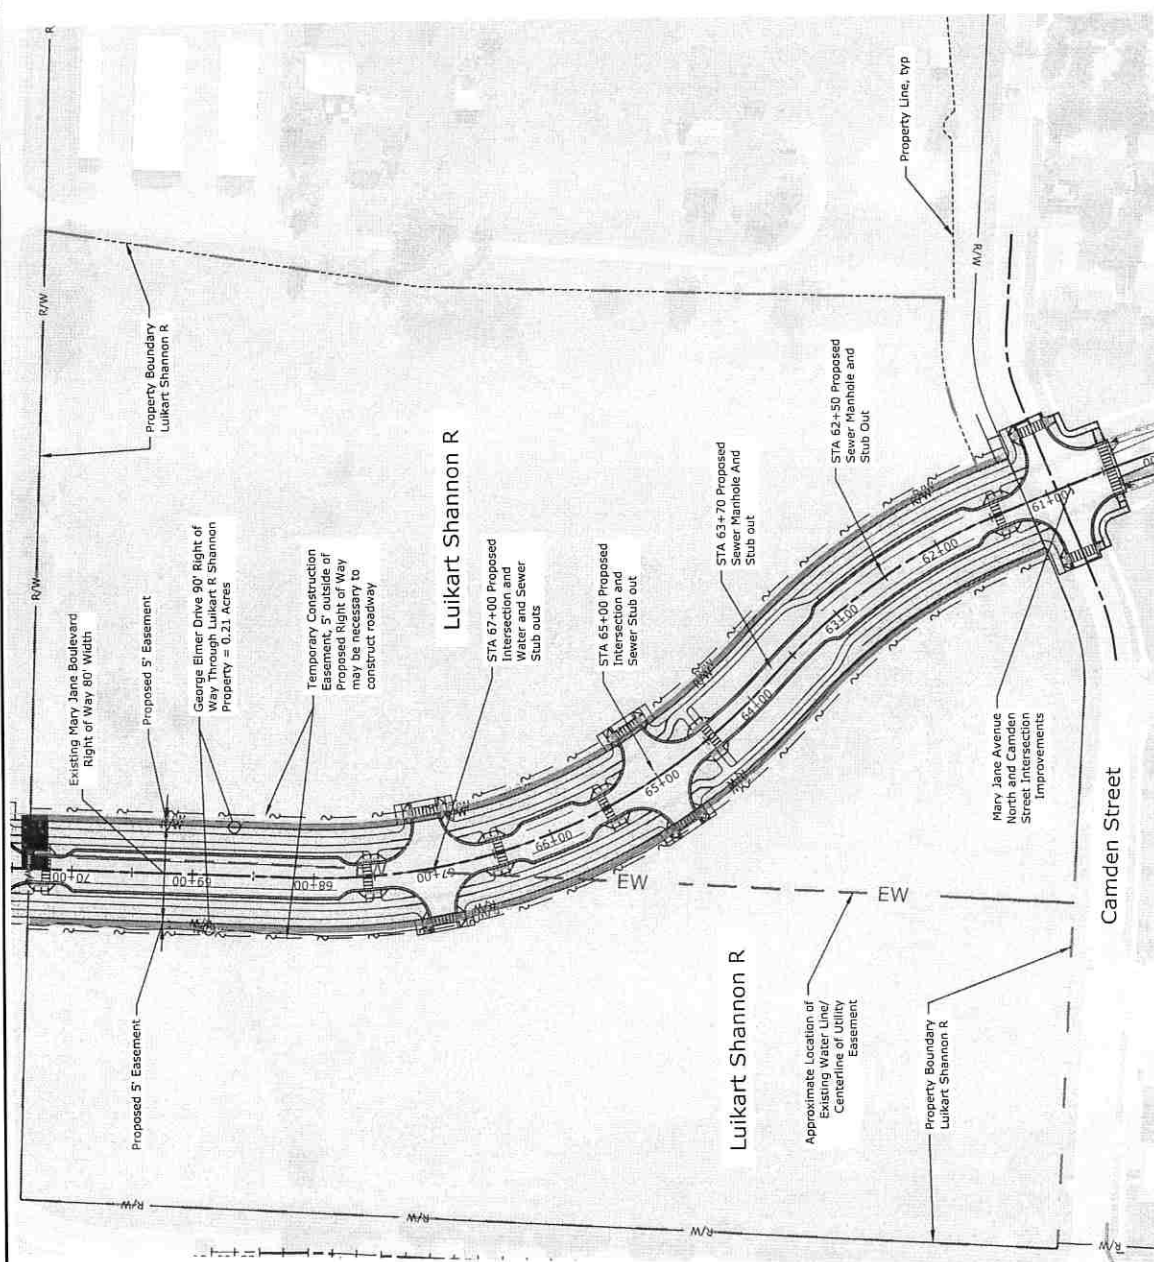 R
R/W
R/W
Property Boundary
Luikart Shannon R
R/W
Existing Mary Jane Boulevard
Right of Way 80' Width
Proposed 5' Easement
George Elmer Drive 90' Right of
Way Through Luikart R Shannon
Property = 0.21 Acres
Temporary Construction
Easement, 5' outside of
Proposed Right of Way
may be necessary to
construct roadway
Luikart Shannon R
STA 67+00 Proposed
Intersection and
Water and Sewer
Stub outs
STA 65+00 Proposed
Intersection and
Sewer Stub out
STA 63+70 Proposed
Sewer Manhole And
Stub out
STA 62+50 Proposed
Sewer Manhole and
Stub Out
Property Line, typ
R/W
70+00
69+00
68+00
67+00
66+00
65+00
64+00
63+00
62+00
61+00
R/W
R/W
R/W
R/W
R/W
R/W
EW
EW
Proposed 5' Easement
Luikart Shannon R
Approximate Location of
Existing Water Line/
Centerline of Utility
Easement
Property Boundary
Luikart Shannon R
Mary Jane Avenue
North and Camden
Street Intersection
Improvements
Camden Street
R/W
R/W
R/W
R/W